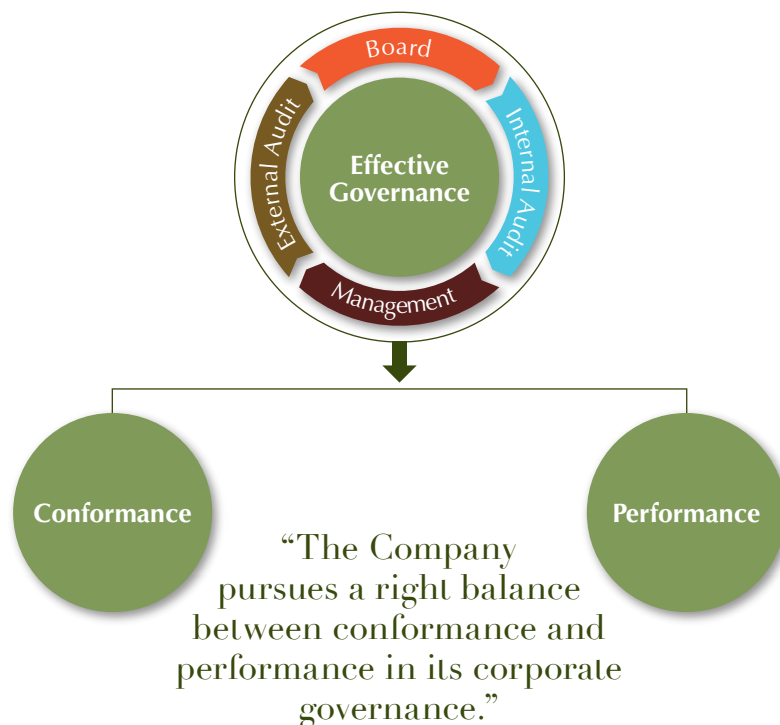 Board
External Audit
Internal Audit
Effective
Governance
Management
Conformance
Performance
“The Company
pursues a right balance
between conformance and
performance in its corporate
governance.”